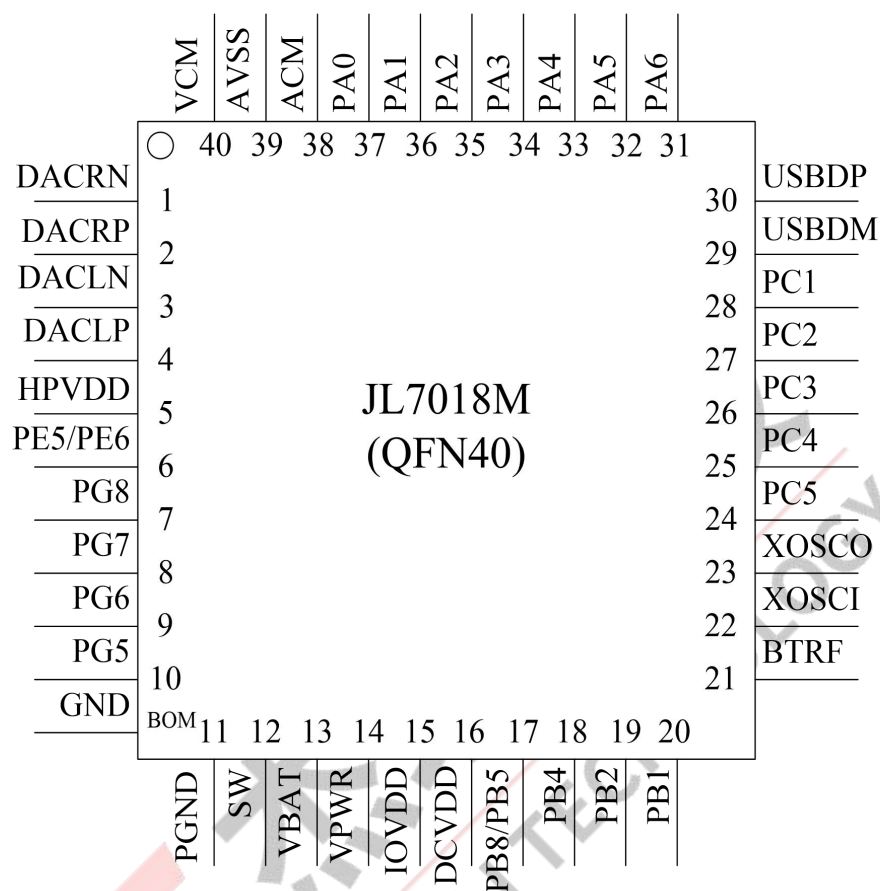 VCM
AVSS
ACM
PA0
PA1
PA2
PA3
PA4
PA5
PA6
40 39 38 37 36 35 34 33 32 31
DACRN 1
DACRP 2
DACLN 3
DACLP 4
HPVDD 5
PE5/PE6 6
PG8 7
PG7 8
PG6 9
PG5 10
GND BOM
JL7018M
(QFN40)
30 USBDP
29 USBDM
28 PC1
27 PC2
26 PC3
25 PC4
24 PC5
23 XOSCO
22 XOSCI
21 BTRF
11 12 13 14 15 16 17 18 19 20
PGND
SW
VBAT
VPWR
IOVDD
DCVDD
PB8/PB5
PB4
PB2
PB1